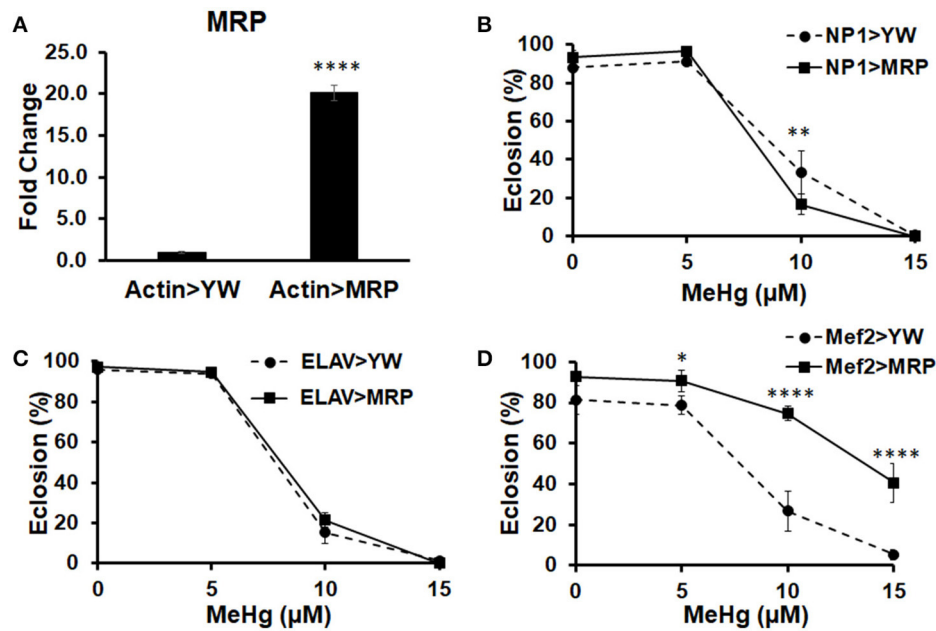 A
MRP
25.0
20.0
15.0
10.0
5.0
0.0
Fold Change
****
Actin>YW
Actin>MRP
B
NP1>YW
NP1>MRP
100
80
60
40
20
0
Eclosion (%)
**
0 5 10 15
MeHg (µM)
C
ELAV>YW
ELAV>MRP
100
80
60
40
20
0
Eclosion (%)
0 5 10 15
MeHg (µM)
D
Mef2>YW
Mef2>MRP
100
80
60
40
20
0
Eclosion (%)
*
****
****
0 5 10 15
MeHg (µM)